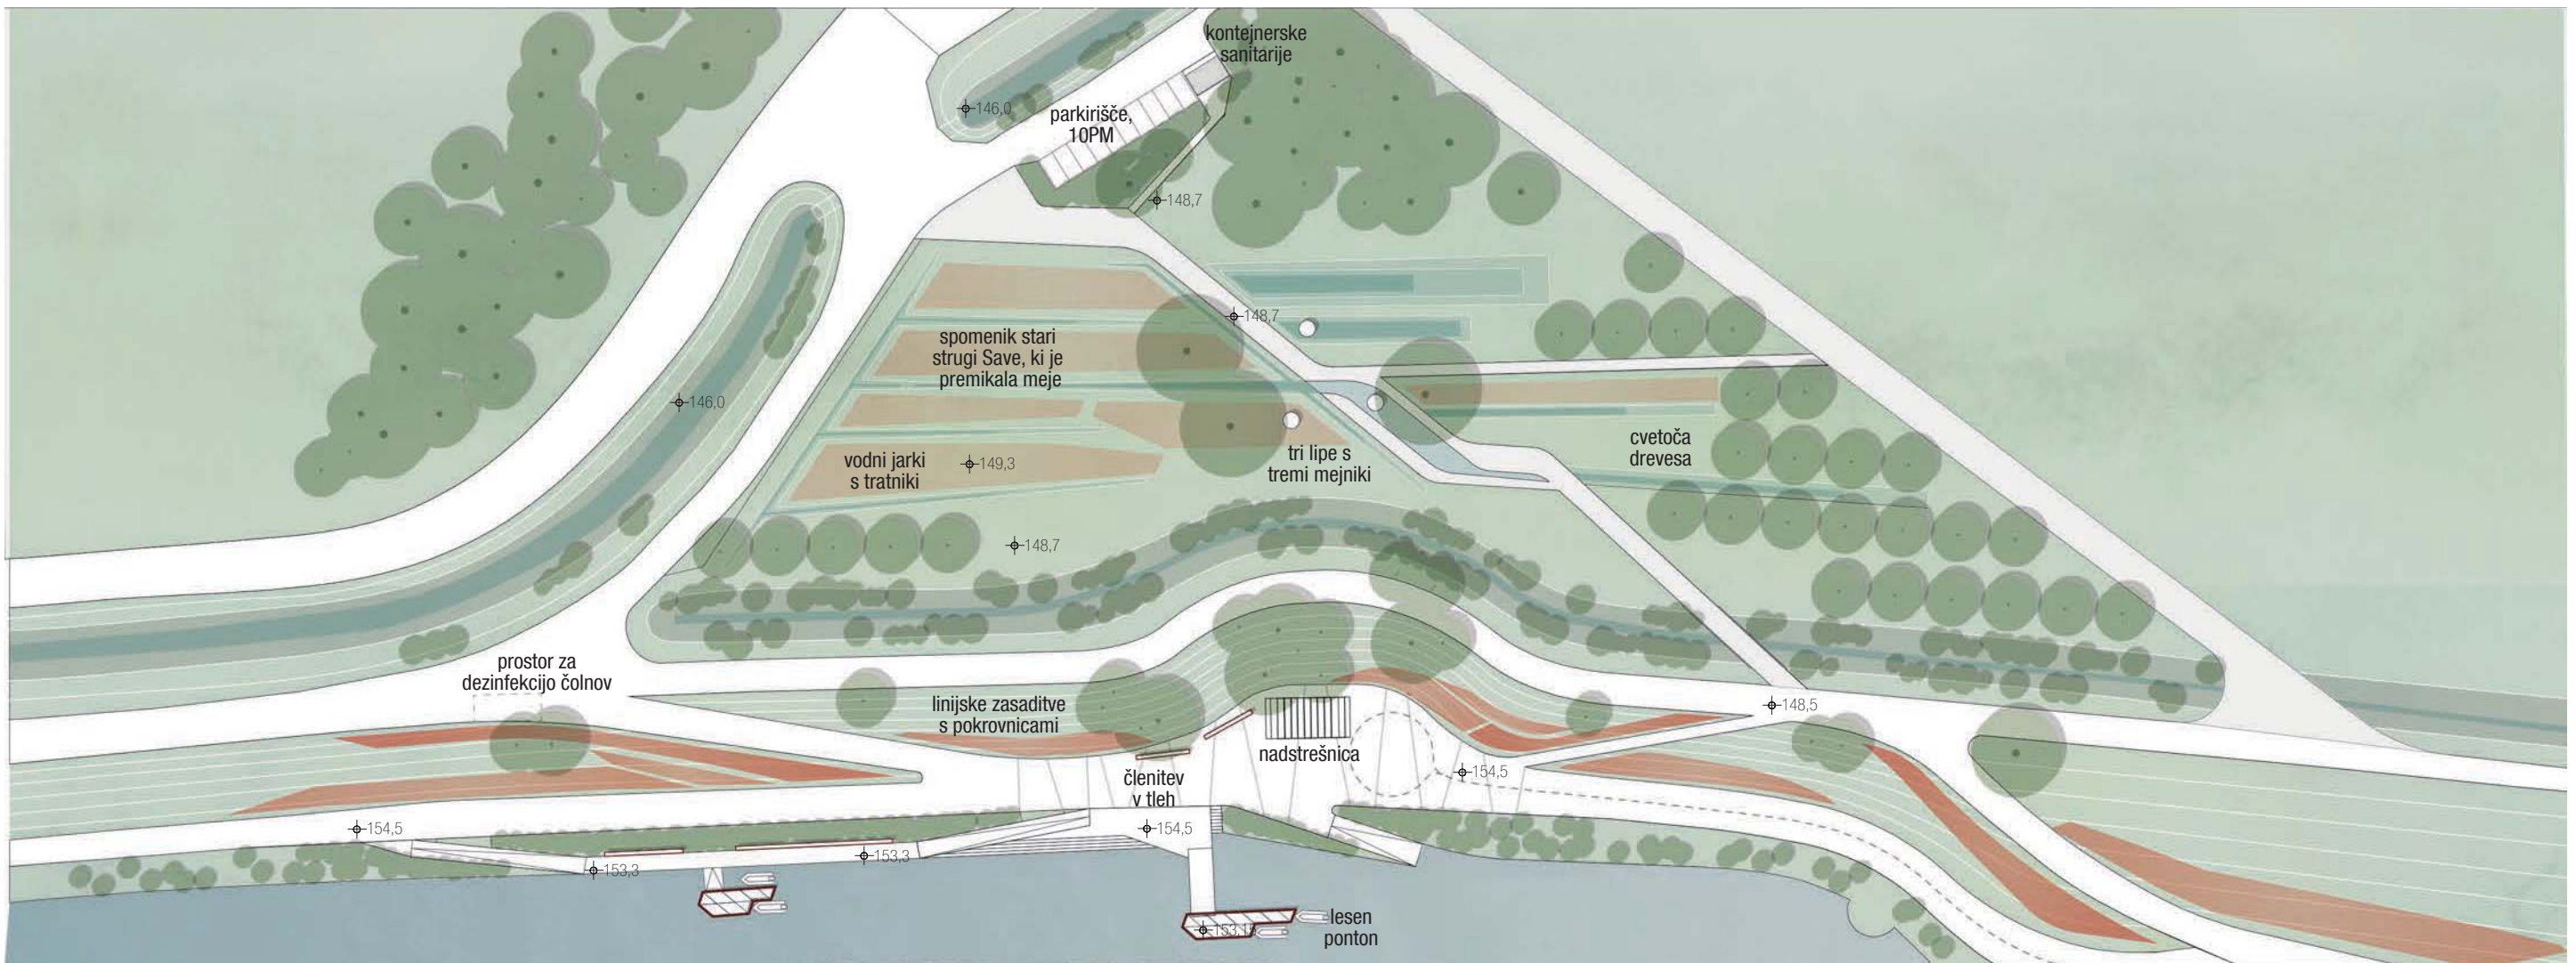 kontejnerske
sanitarije
146,0
parkirišče,
10PM
148,7
148,7
spomenik stari
strugi Save, ki je
premikala meje
146,0
cvetoča
drevesa
vodni jarki
s tratniki
149,3
tri lipe s
tremi mejniki
148,7
prostor za
dezinfekcijo čolnov
linijske zasaditve
s pokrovnicami
148,5
nadstrešnica
154,5
členitev
v tleh
154,5
154,5
153,3
153,3
lesen
ponton
153,15